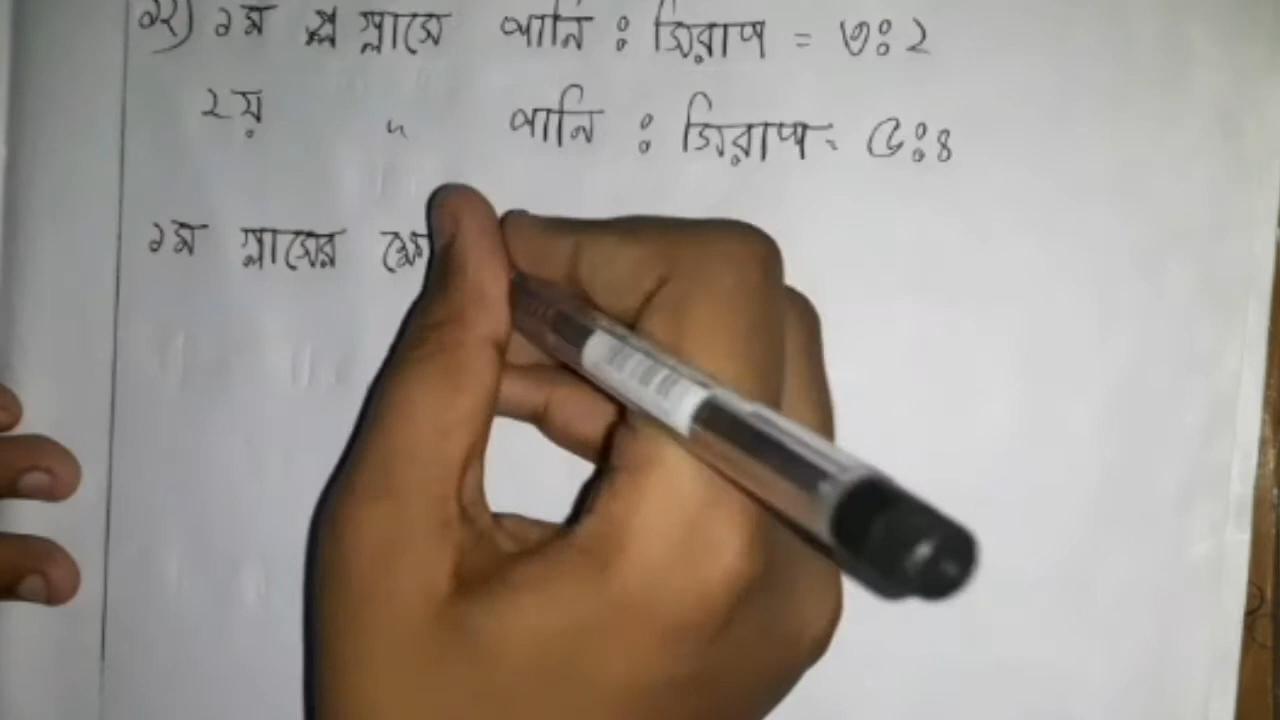 ১২) ১ম গ্লাসে পানি : সিরাপ = ৩ : ২
২য় " পানি : সিরাপ = ৫ : ৪
১ম গ্লাসের ক্ষে